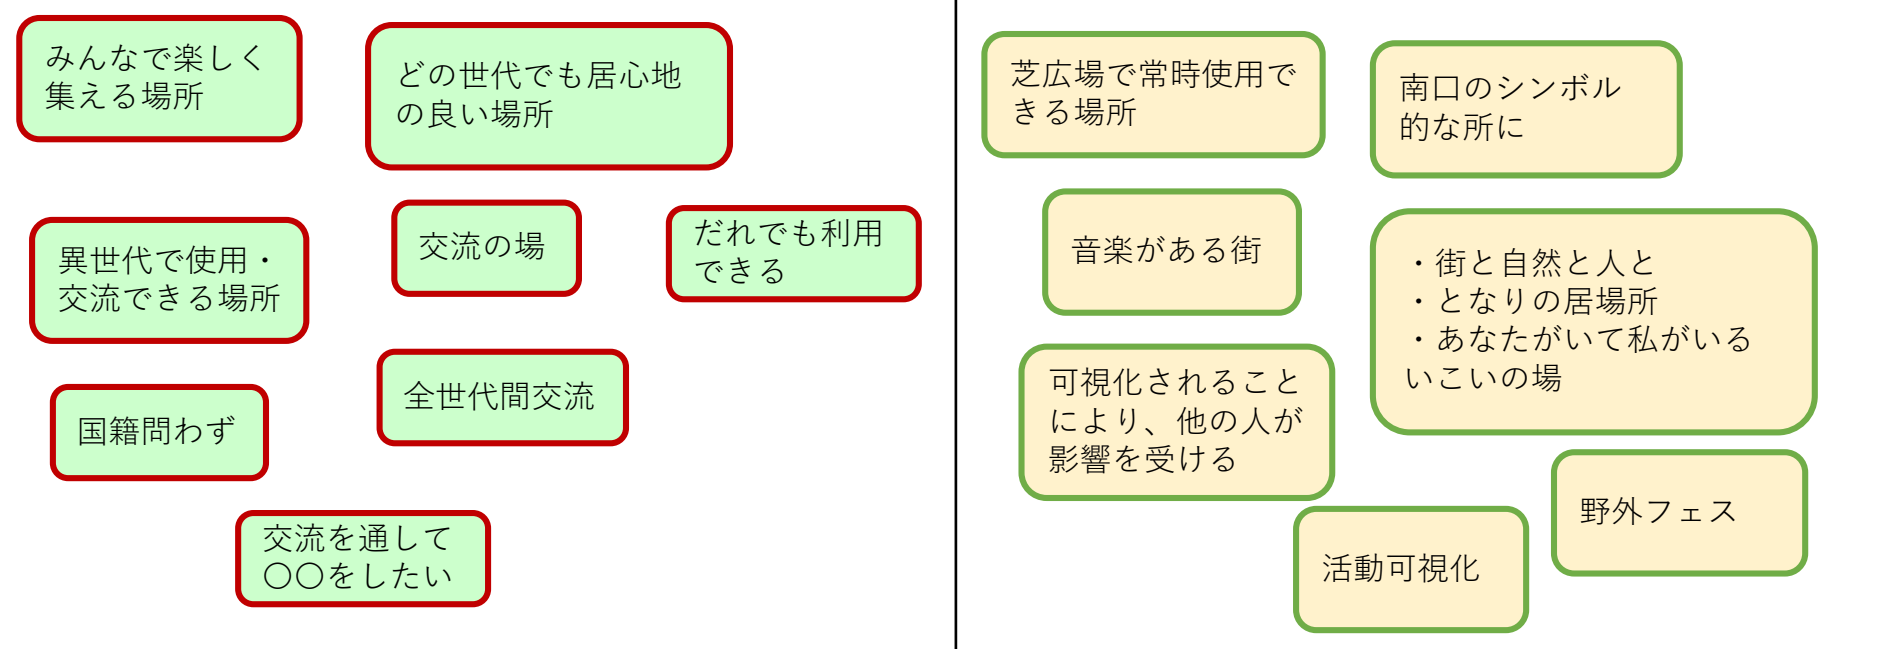 みんなで楽しく
集える場所
どの世代でも居心地
の良い場所
異世代で使用・
交流できる場所
交流の場
だれでも利用
できる
国籍問わず
全世代間交流
交流を通して
〇〇をしたい
芝広場で常時使用で
きる場所
南口のシンボル
的な所に
音楽がある街
・街と自然と人と
・となりの居場所
・あなたがいて私がいる
いこいの場
可視化されること
により、他の人が
影響を受ける
野外フェス
活動可視化